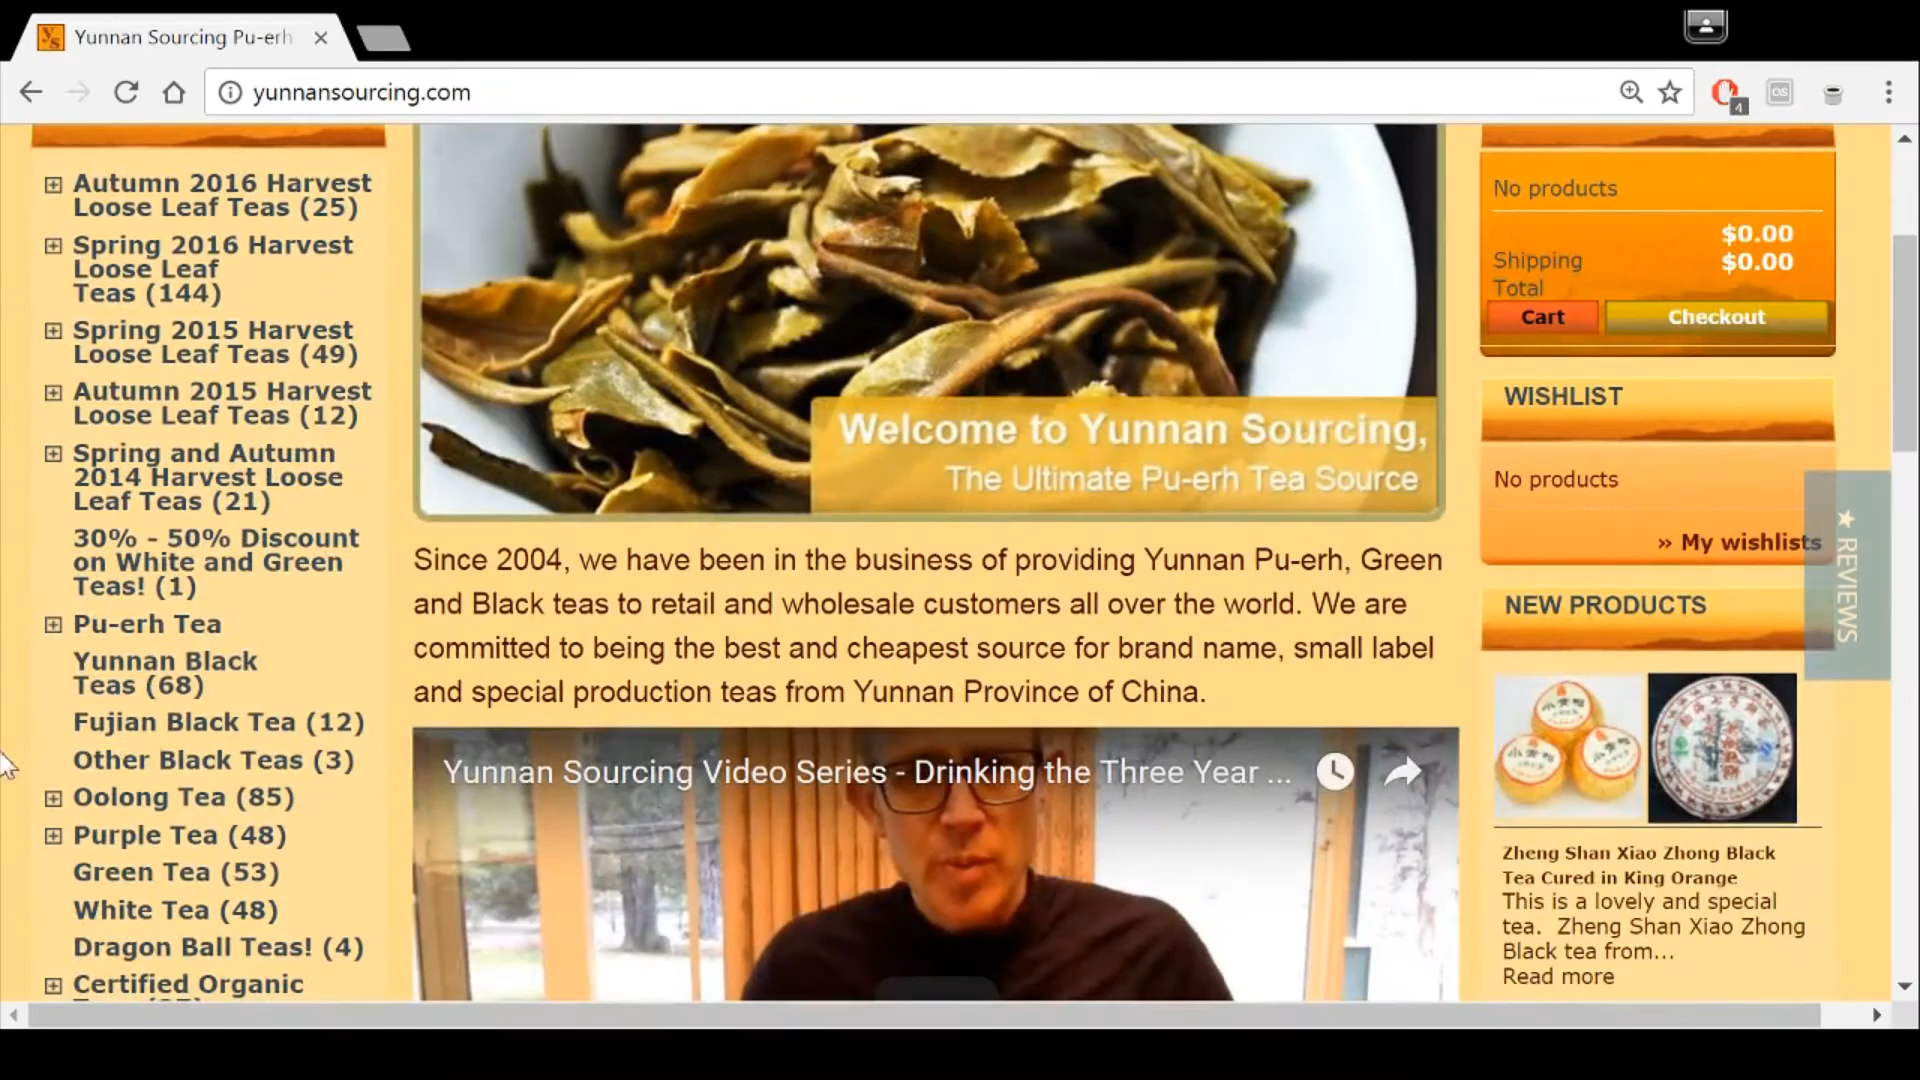 Yunnan Sourcing Pu-erh
yunnansourcing.com
4
Autumn 2016 Harvest
Loose Leaf Teas (25)
Spring 2016 Harvest
Loose Leaf
Teas (144)
Spring 2015 Harvest
Loose Leaf Teas (49)
Autumn 2015 Harvest
Loose Leaf Teas (12)
Spring and Autumn
2014 Harvest Loose
Leaf Teas (21)
30% - 50% Discount
on White and Green
Teas! (1)
Pu-erh Tea
Yunnan Black
Teas (68)
Fujian Black Tea (12)
Other Black Teas (3)
Oolong Tea (85)
Purple Tea (48)
Green Tea (53)
White Tea (48)
Dragon Ball Teas! (4)
Certified Organic
Welcome to Yunnan Sourcing,
The Ultimate Pu-erh Tea Source
Since 2004, we have been in the business of providing Yunnan Pu-erh, Green
and Black teas to retail and wholesale customers all over the world. We are
committed to being the best and cheapest source for brand name, small label
and special production teas from Yunnan Province of China.
Yunnan Sourcing Video Series - Drinking the Three Year ...
No products
$0.00
Shipping $0.00
Total
Cart Checkout
WISHLIST
No products
» My wishlists
★ REVIEWS
NEW PRODUCTS
Zheng Shan Xiao Zhong Black
Tea Cured in King Orange
This is a lovely and special
tea. Zheng Shan Xiao Zhong
Black tea from...
Read more